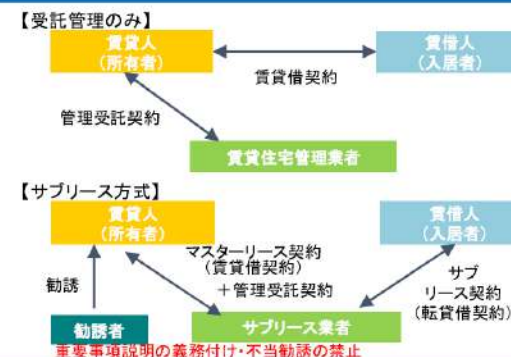 【受託管理のみ】
賃貸人
(所有者)
賃借人
(入居者)
賃貸借契約
管理受託契約
賃貸住宅管理業者
【サブリース方式】
賃貸人
(所有者)
賃借人
(入居者)
マスターリース契約
(賃貸借契約)
+管理受託契約
勧誘
サブ
リース契約
(転貸借契約)
勧誘者
サブリース業者
重要事項説明の義務付け・不当勧誘の禁止